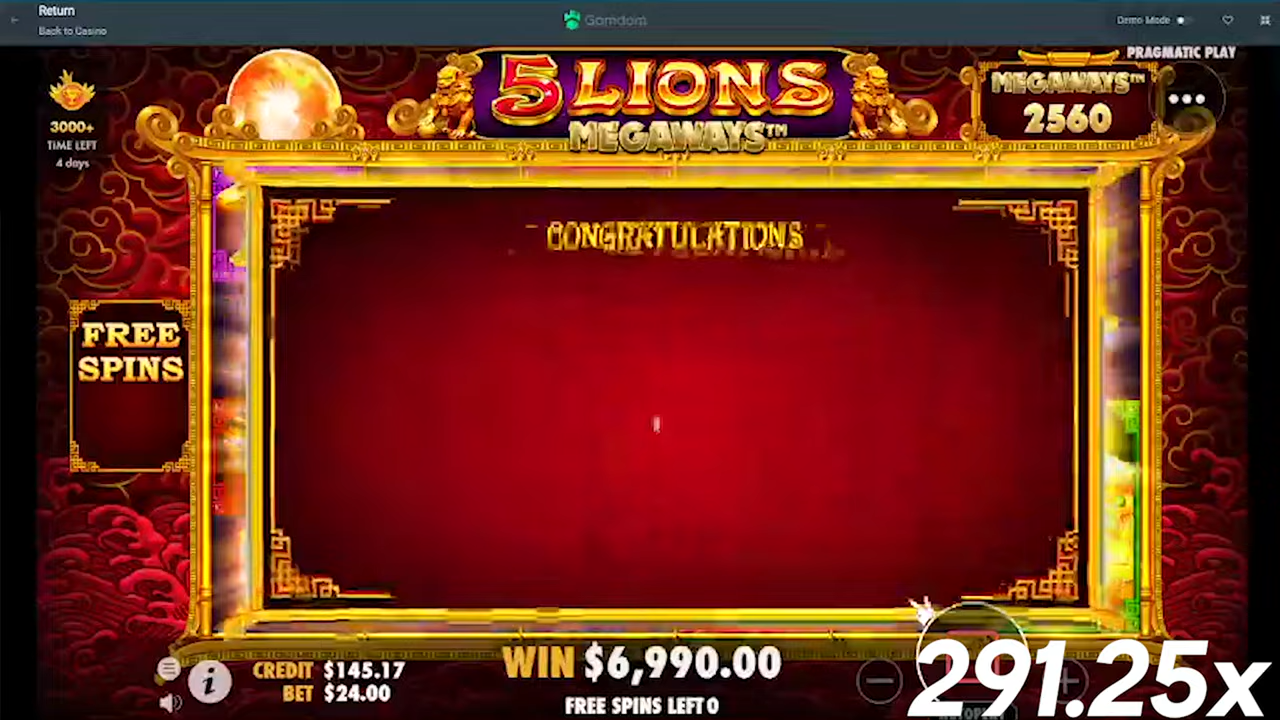 Return
Back to Casino
Gamdom
Demo Mode
PRAGMATIC PLAY
5 LIONS
MEGAWAYS™
MEGAWAYS™
2560
3000+
TIME LEFT
4 days
CONGRATULATIONS
FREE
SPINS
CREDIT $145.17
BET $24.00
WIN $6,990.00
FREE SPINS LEFT 0
291.25x
AUTOPLAY